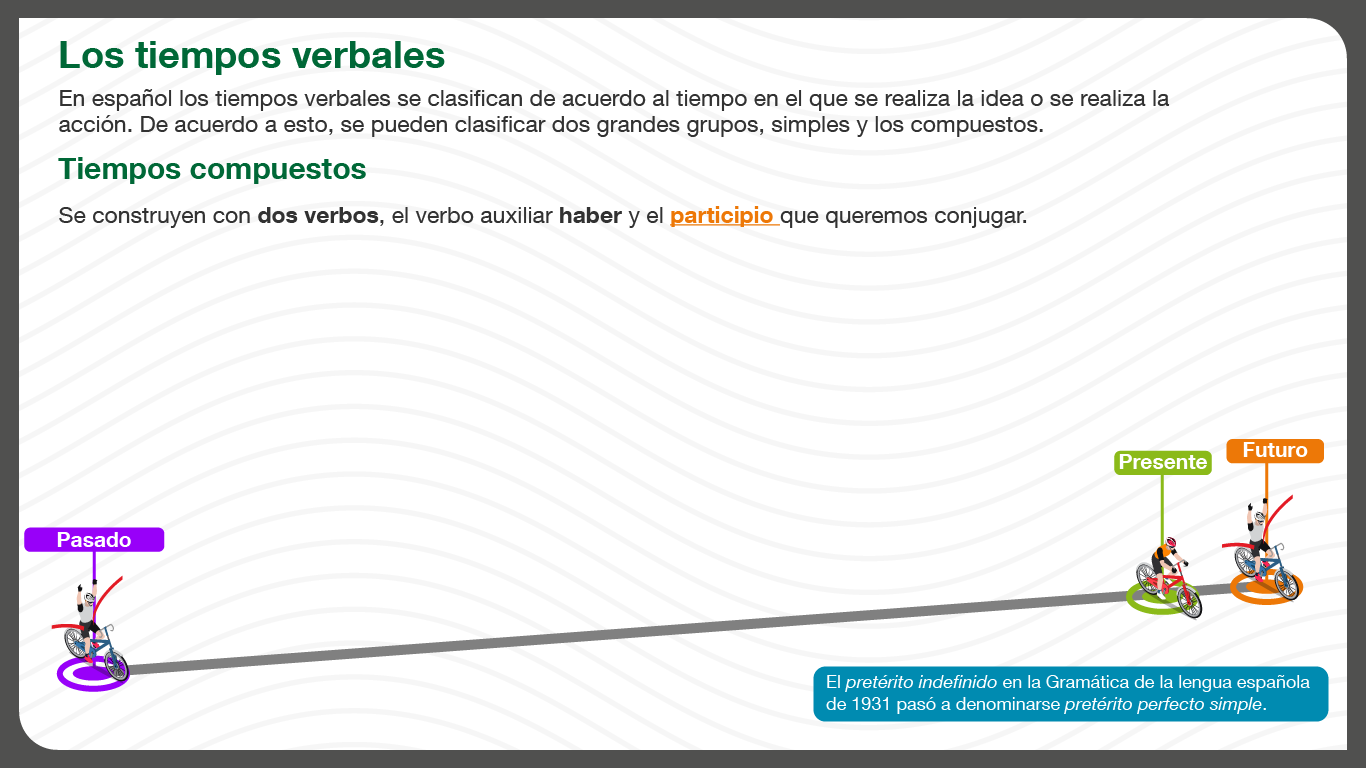 Los tiempos verbales
En español los tiempos verbales se clasifican de acuerdo al tiempo en el que se realiza la idea o se realiza la
acción. De acuerdo a esto, se pueden clasificar dos grandes grupos, simples y los compuestos.
Tiempos compuestos
Se construyen con dos verbos, el verbo auxiliar haber y el participio que queremos conjugar.
Futuro
Presente
Pasado
El pretérito indefinido en la Gramática de la lengua española
de 1931 pasó a denominarse pretérito perfecto simple.